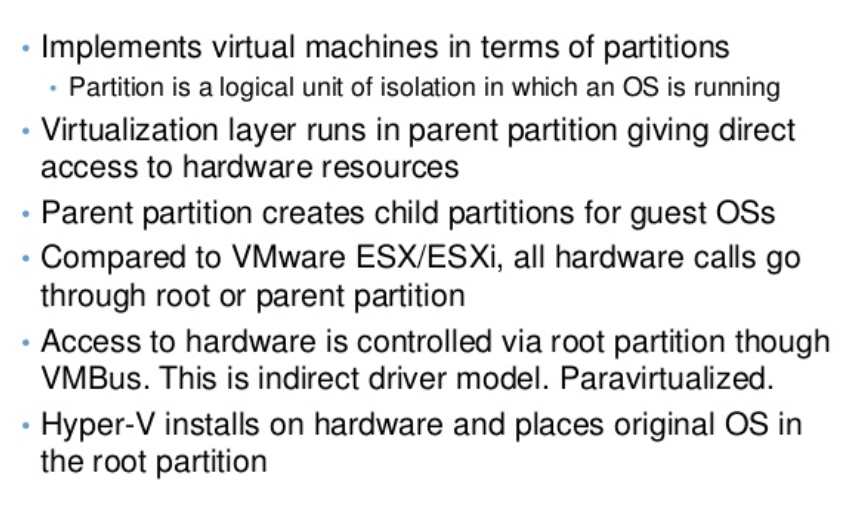 • Implements virtual machines in terms of partitions
• Partition is a logical unit of isolation in which an OS is running
• Virtualization layer runs in parent partition giving direct
access to hardware resources
• Parent partition creates child partitions for guest OSs
• Compared to VMware ESX/ESXi, all hardware calls go
through root or parent partition
• Access to hardware is controlled via root partition though
VMBus. This is indirect driver model. Paravirtualized.
• Hyper-V installs on hardware and places original OS in
the root partition